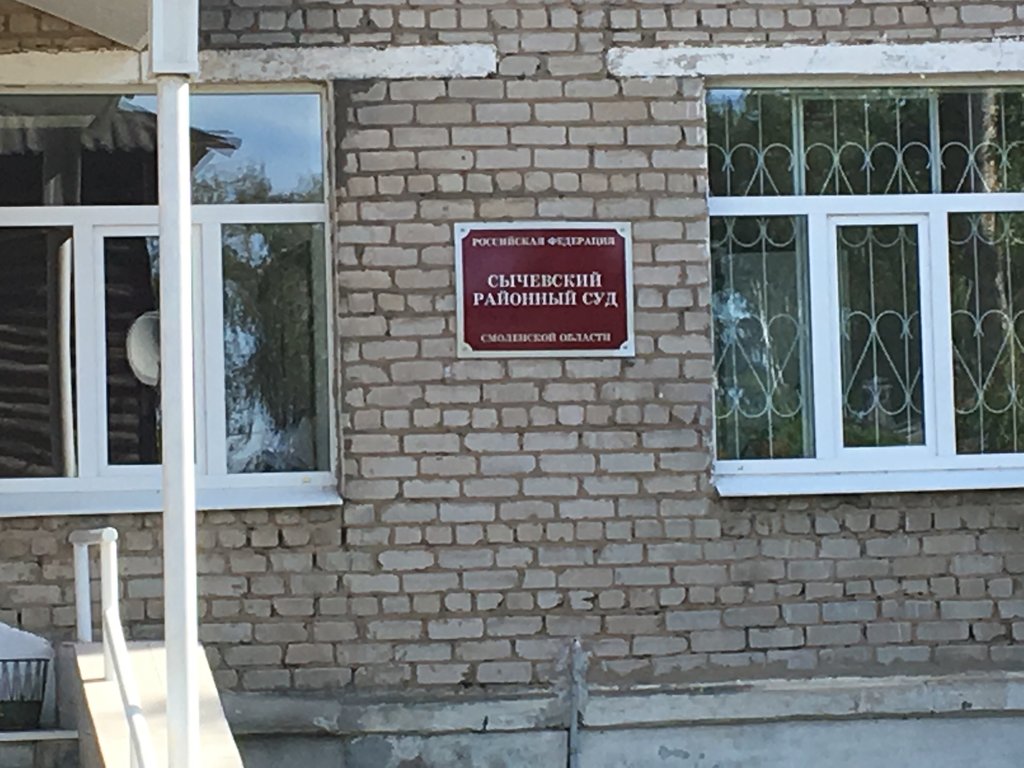 РОССИЙСКАЯ ФЕДЕРАЦИЯ
СЫЧЕВСКИЙ
РАЙОННЫЙ СУД
СМОЛЕНСКОЙ ОБЛАСТИ